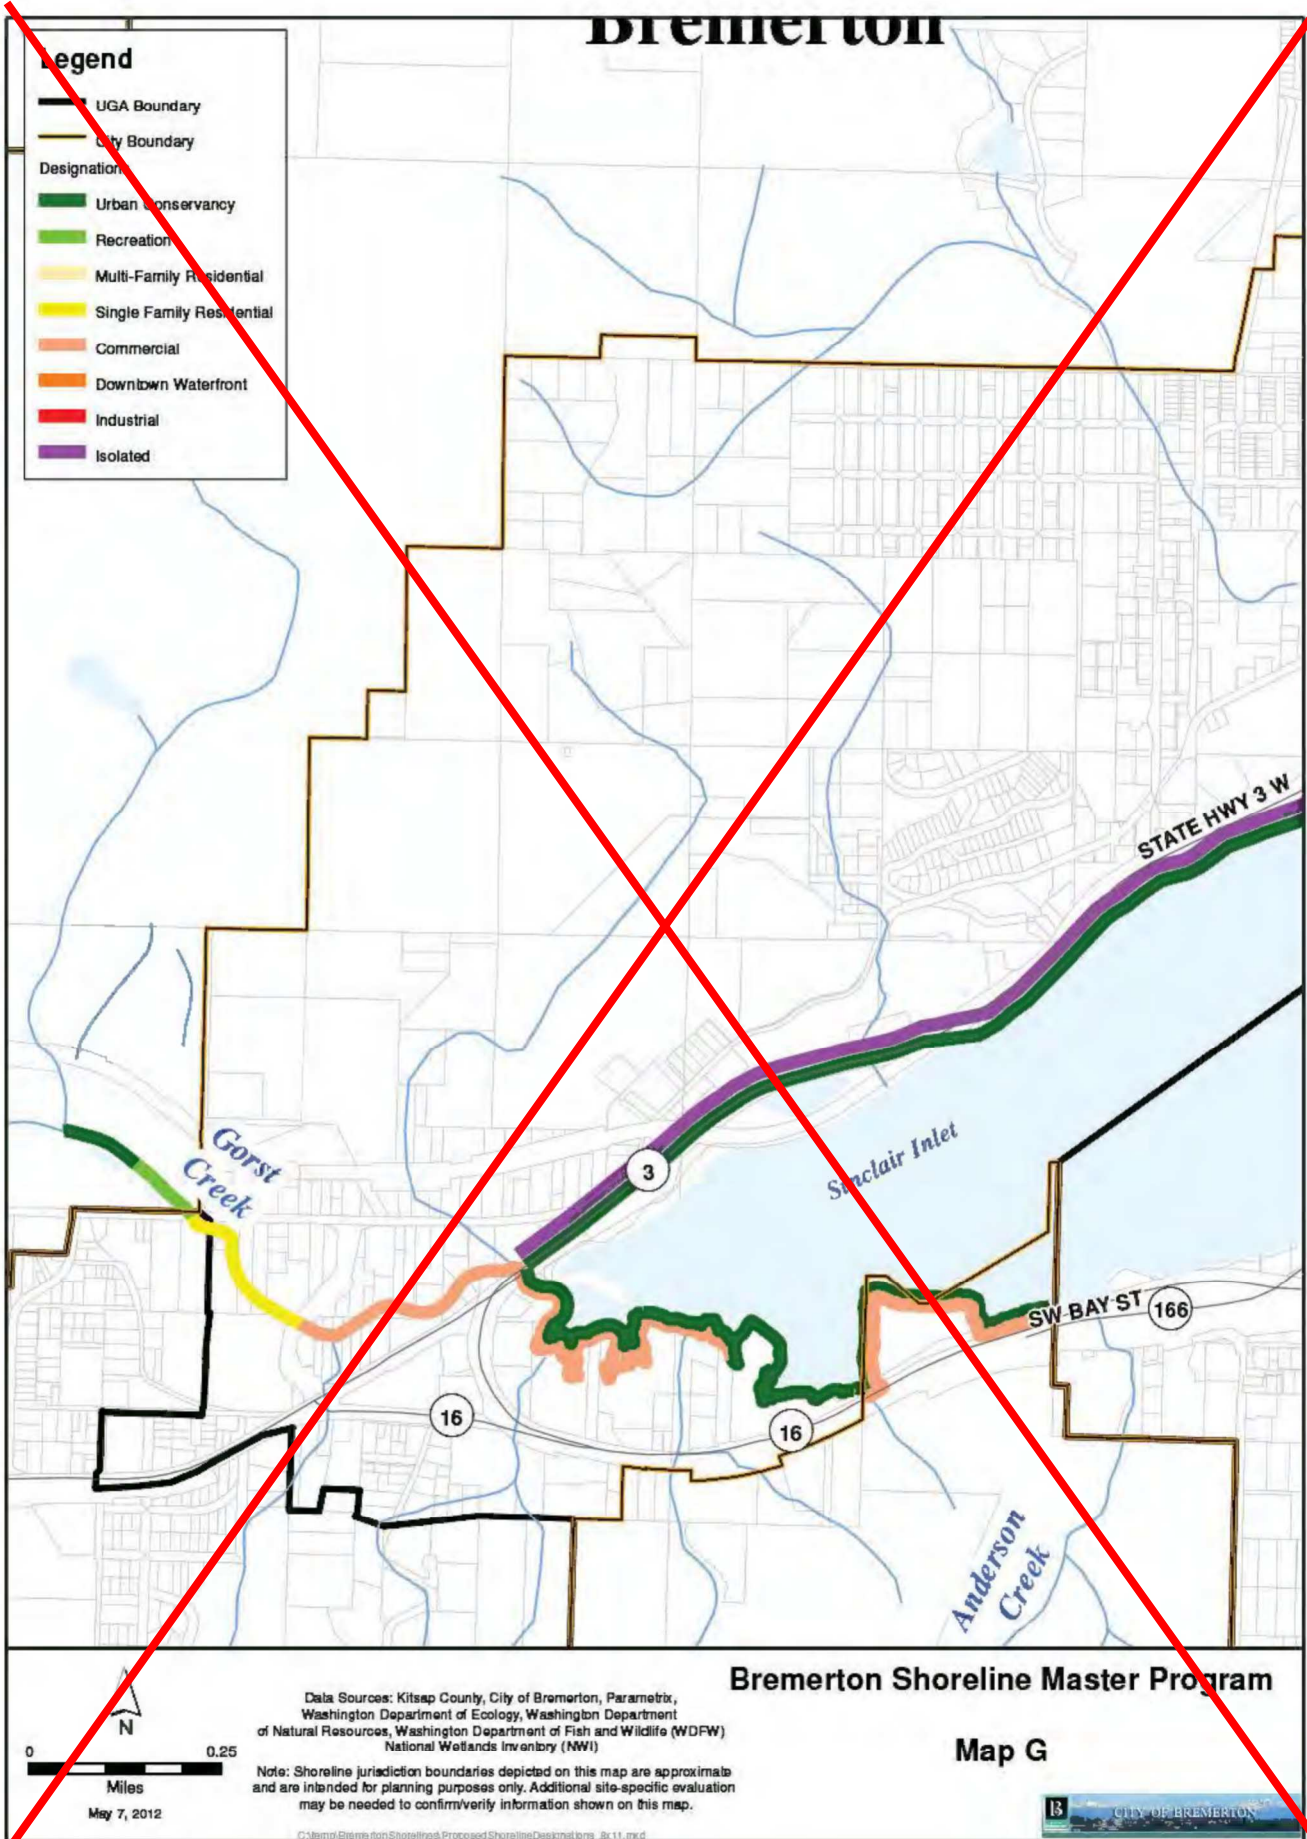 Bremerton
Legend
UGA Boundary
City Boundary
Designation
Urban Conservancy
Recreation
Multi-Family Residential
Single Family Residential
Commercial
Downtown Waterfront
Industrial
Isolated
STATE HWY 3 W
Gorst
Creek
3
Sinclair Inlet
SW BAY ST
166
16
16
Anderson
Creek
N
0 0.25
Miles
May 7, 2012
Data Sources: Kitsap County, City of Bremerton, Parametrix,
Washington Department of Ecology, Washington Department
of Natural Resources, Washington Department of Fish and Wildlife (WDFW)
National Wetlands Inventory (NWI)
Note: Shoreline jurisdiction boundaries depicted on this map are approximate
and are intended for planning purposes only. Additional site-specific evaluation
may be needed to confirm/verify information shown on this map.
Bremerton Shoreline Master Program
Map G
B
CITY OF BREMERTON